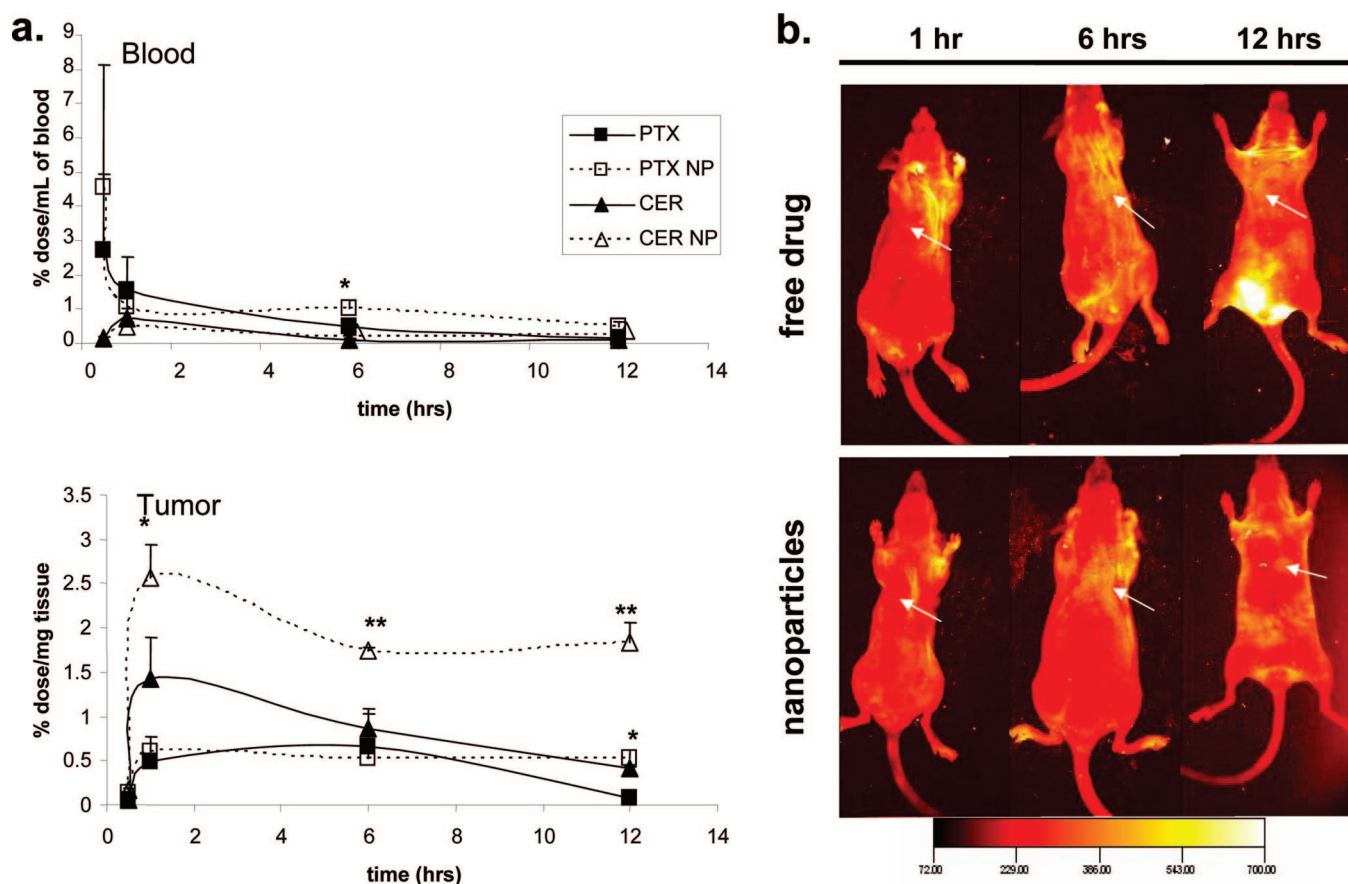 a.
Blood
% dose/mL of blood
9
8
7
6
5
4
3
2
1
0
0 2 4 6 8 10 12 14
time (hrs)
*
PTX
PTX NP
CER
CER NP
Tumor
% dose/mg tissue
3.5
3
2.5
2
1.5
1
0.5
0
0 2 4 6 8 10 12 14
time (hrs)
*
**
**
*
b.
1 hr 6 hrs 12 hrs
free drug
nanoparticles
72.00 229.00 386.00 543.00 700.00